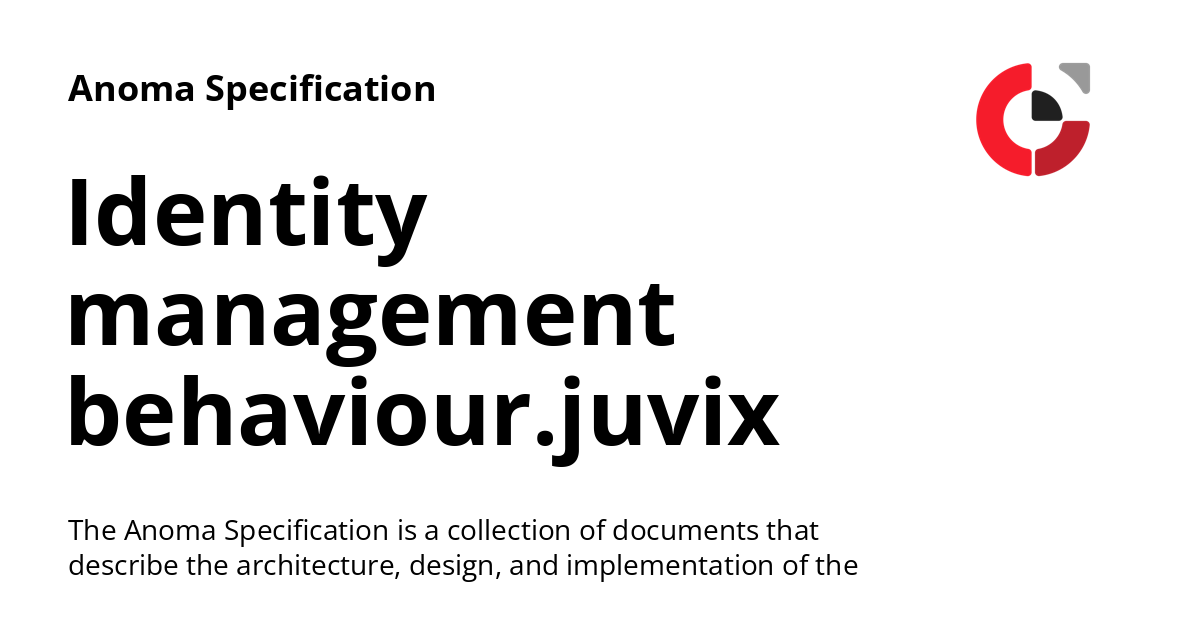 Anoma Specification
Identity
management
behaviour.juvix
The Anoma Specification is a collection of documents that
describe the architecture, design, and implementation of the